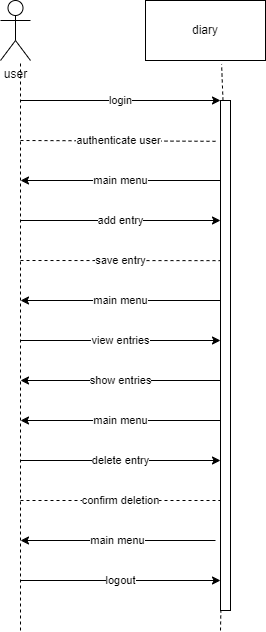 diary
user
login
authenticate user
main menu
add entry
save entry
main menu
view entries
show entries
main menu
delete entry
confirm deletion
main menu
logout